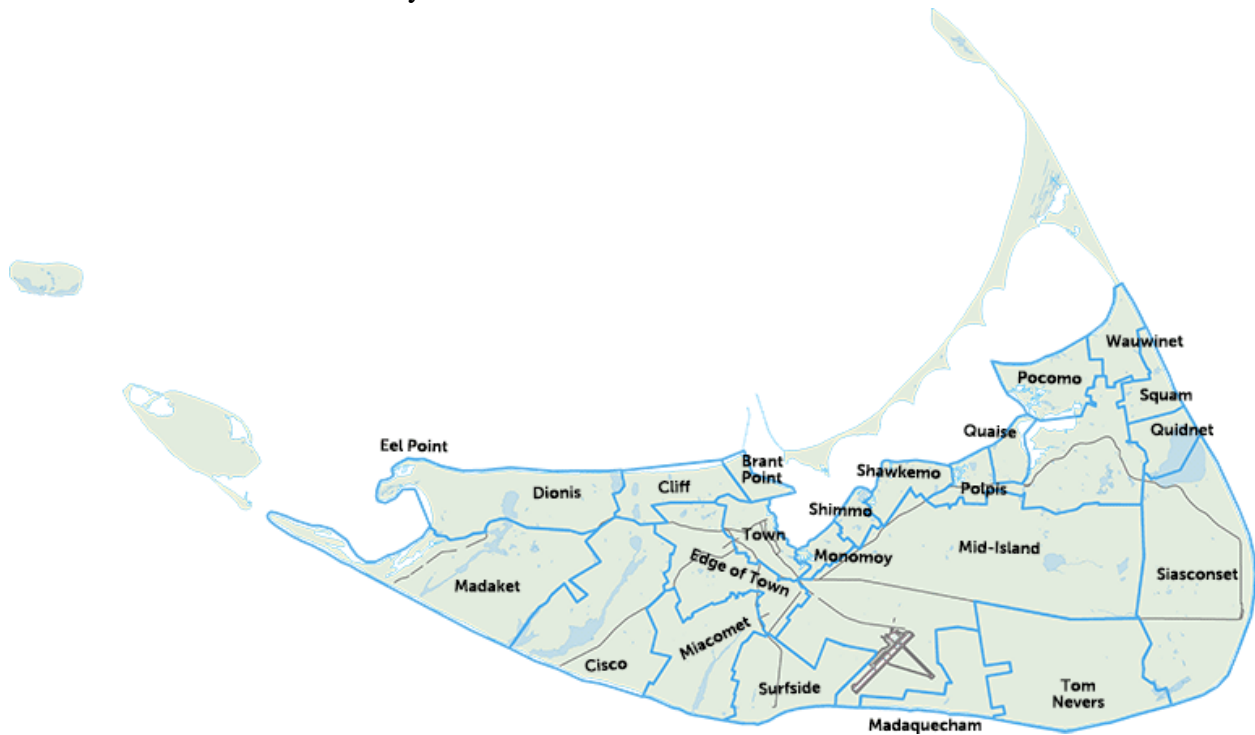 Wauwinet
Pocomo
Squam
Quaise
Quidnet
Eel Point
Brant
Point
Shawkemo
Dionis
Cliff
Polpis
Shimmo
Town
Monomoy
Mid-Island
Edge of Town
Siasconset
Madaket
Miacomet
Cisco
Surfside
Tom
Nevers
Madaquecham